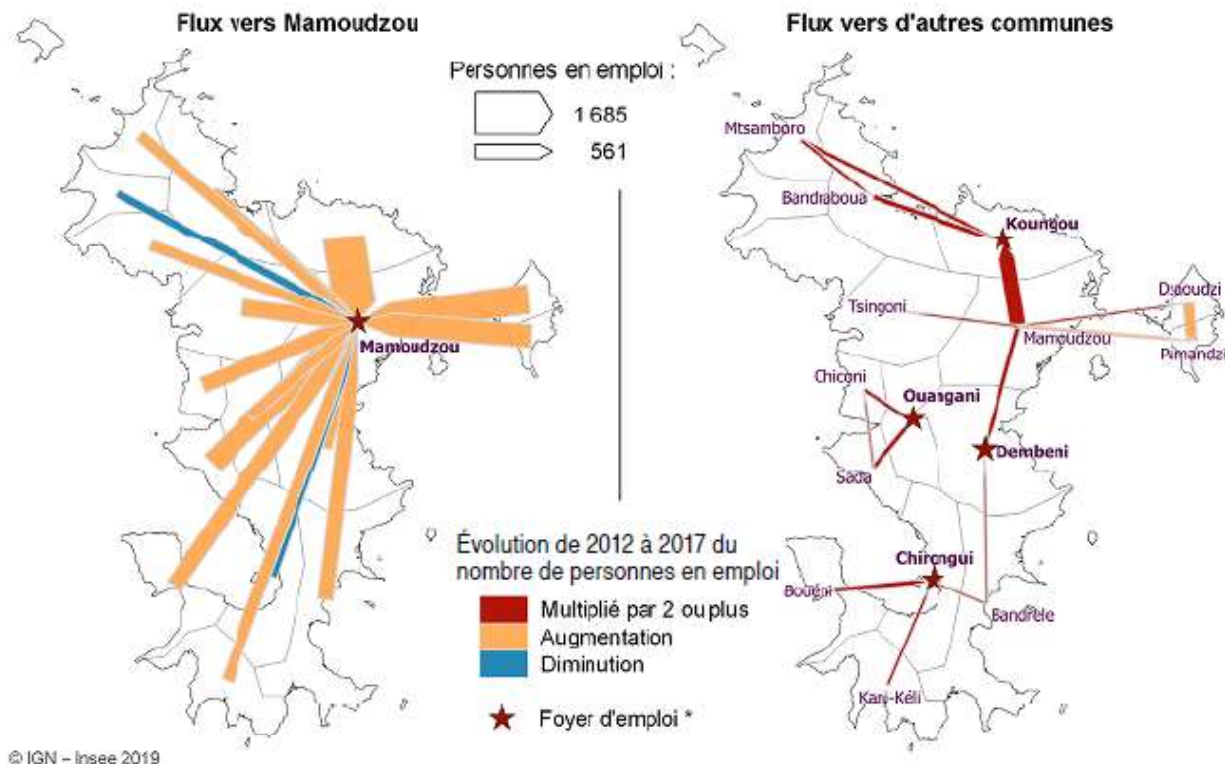 Flux vers Mamoudzou
Flux vers d'autres communes
Personnes en emploi :
1 685
561
Mamoudzou
Mtsamboro
Bandraboua
Koungou
Tsingoni
Dzaoudzi
Mamoudzou
Pamandzi
Chiconi
Ouangani
Sada
Dembeni
Chirongui
Bouéni
Bandrele
Kani-Kéli
Évolution de 2012 à 2017 du
nombre de personnes en emploi
Multiplié par 2 ou plus
Augmentation
Diminution
Foyer d'emploi *
© IGN – Insee 2019